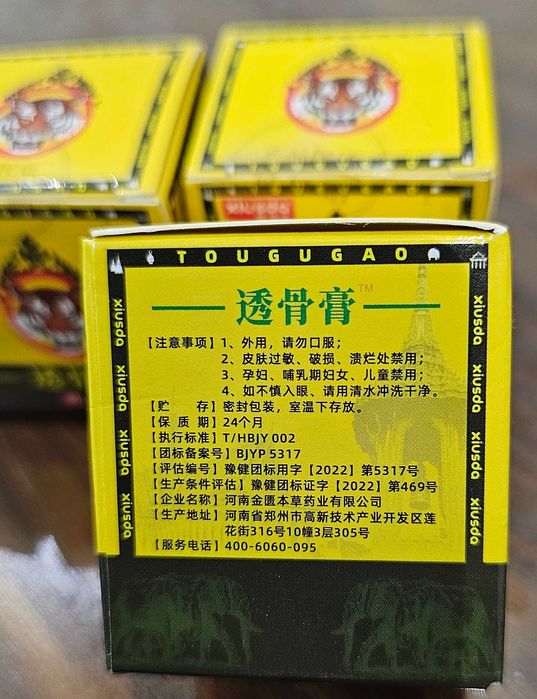 TOUGUGAO
透骨膏™
【注意事项】1、外用，请勿口服；
2、皮肤过敏、破损、溃烂处禁用；
3、孕妇、哺乳期妇女、儿童禁用；
4、如不慎入眼、请用清水冲洗干净。
【贮 存】密封包装，室温下存放。
【保 质 期】24个月
【执行标准】T/HBJY 002
【团标备案号】BJYP 5317
【评估编号】豫健团标用字【2022】第5317号
【生产条件评估】豫健团标证字【2022】第469号
【企业名称】河南金匮本草药业有限公司
【生产地址】河南省郑州市高新技术产业开发区莲
花街316号10幢3层305号
【服务电话】400-6060-095
xiusda
xiusda
xiusda
xiusda
xiusda
xiusda
xiusda
xiusda